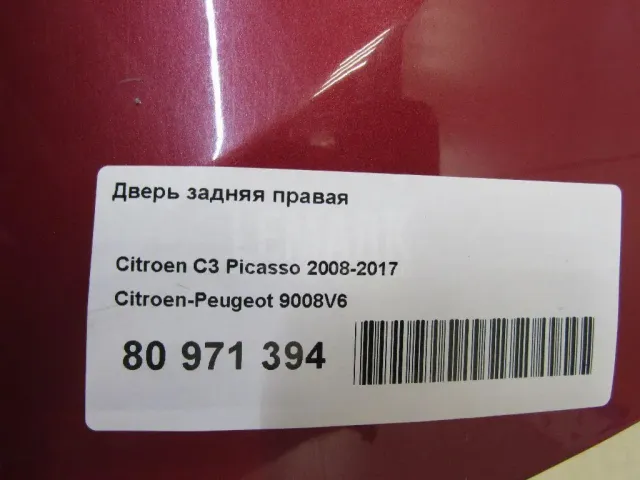 Дверь задняя правая
Citroen C3 Picasso 2008-2017
Citroen-Peugeot 9008V6
80 971 394